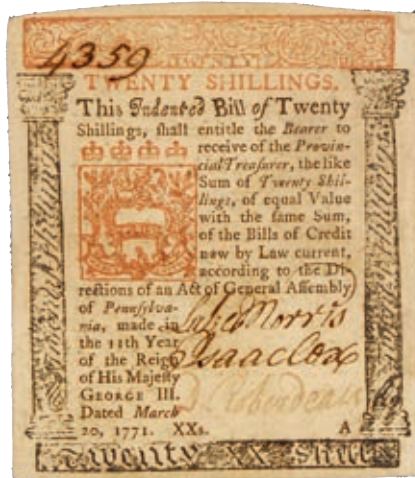 4359
TWENTY SHILLINGS.
This Indented Bill of Twenty
Shillings, shall entitle the Bearer to
receive of the Provin-
cial Treasurer, the like
Sum of Twenty Shil-
lings, of equal Value
with the same Sum,
of the Bills of Credit
now by Law current,
according to the Di-
rections of an Act of General Assembly
of Pennsylva-
nia, made in
the 11th Year
of the Reign
of His Majesty
GEORGE III.
Dated March
20, 1771. XXs. A
Morris
Isaac Cox
Roberdeau
Twenty XX Shill